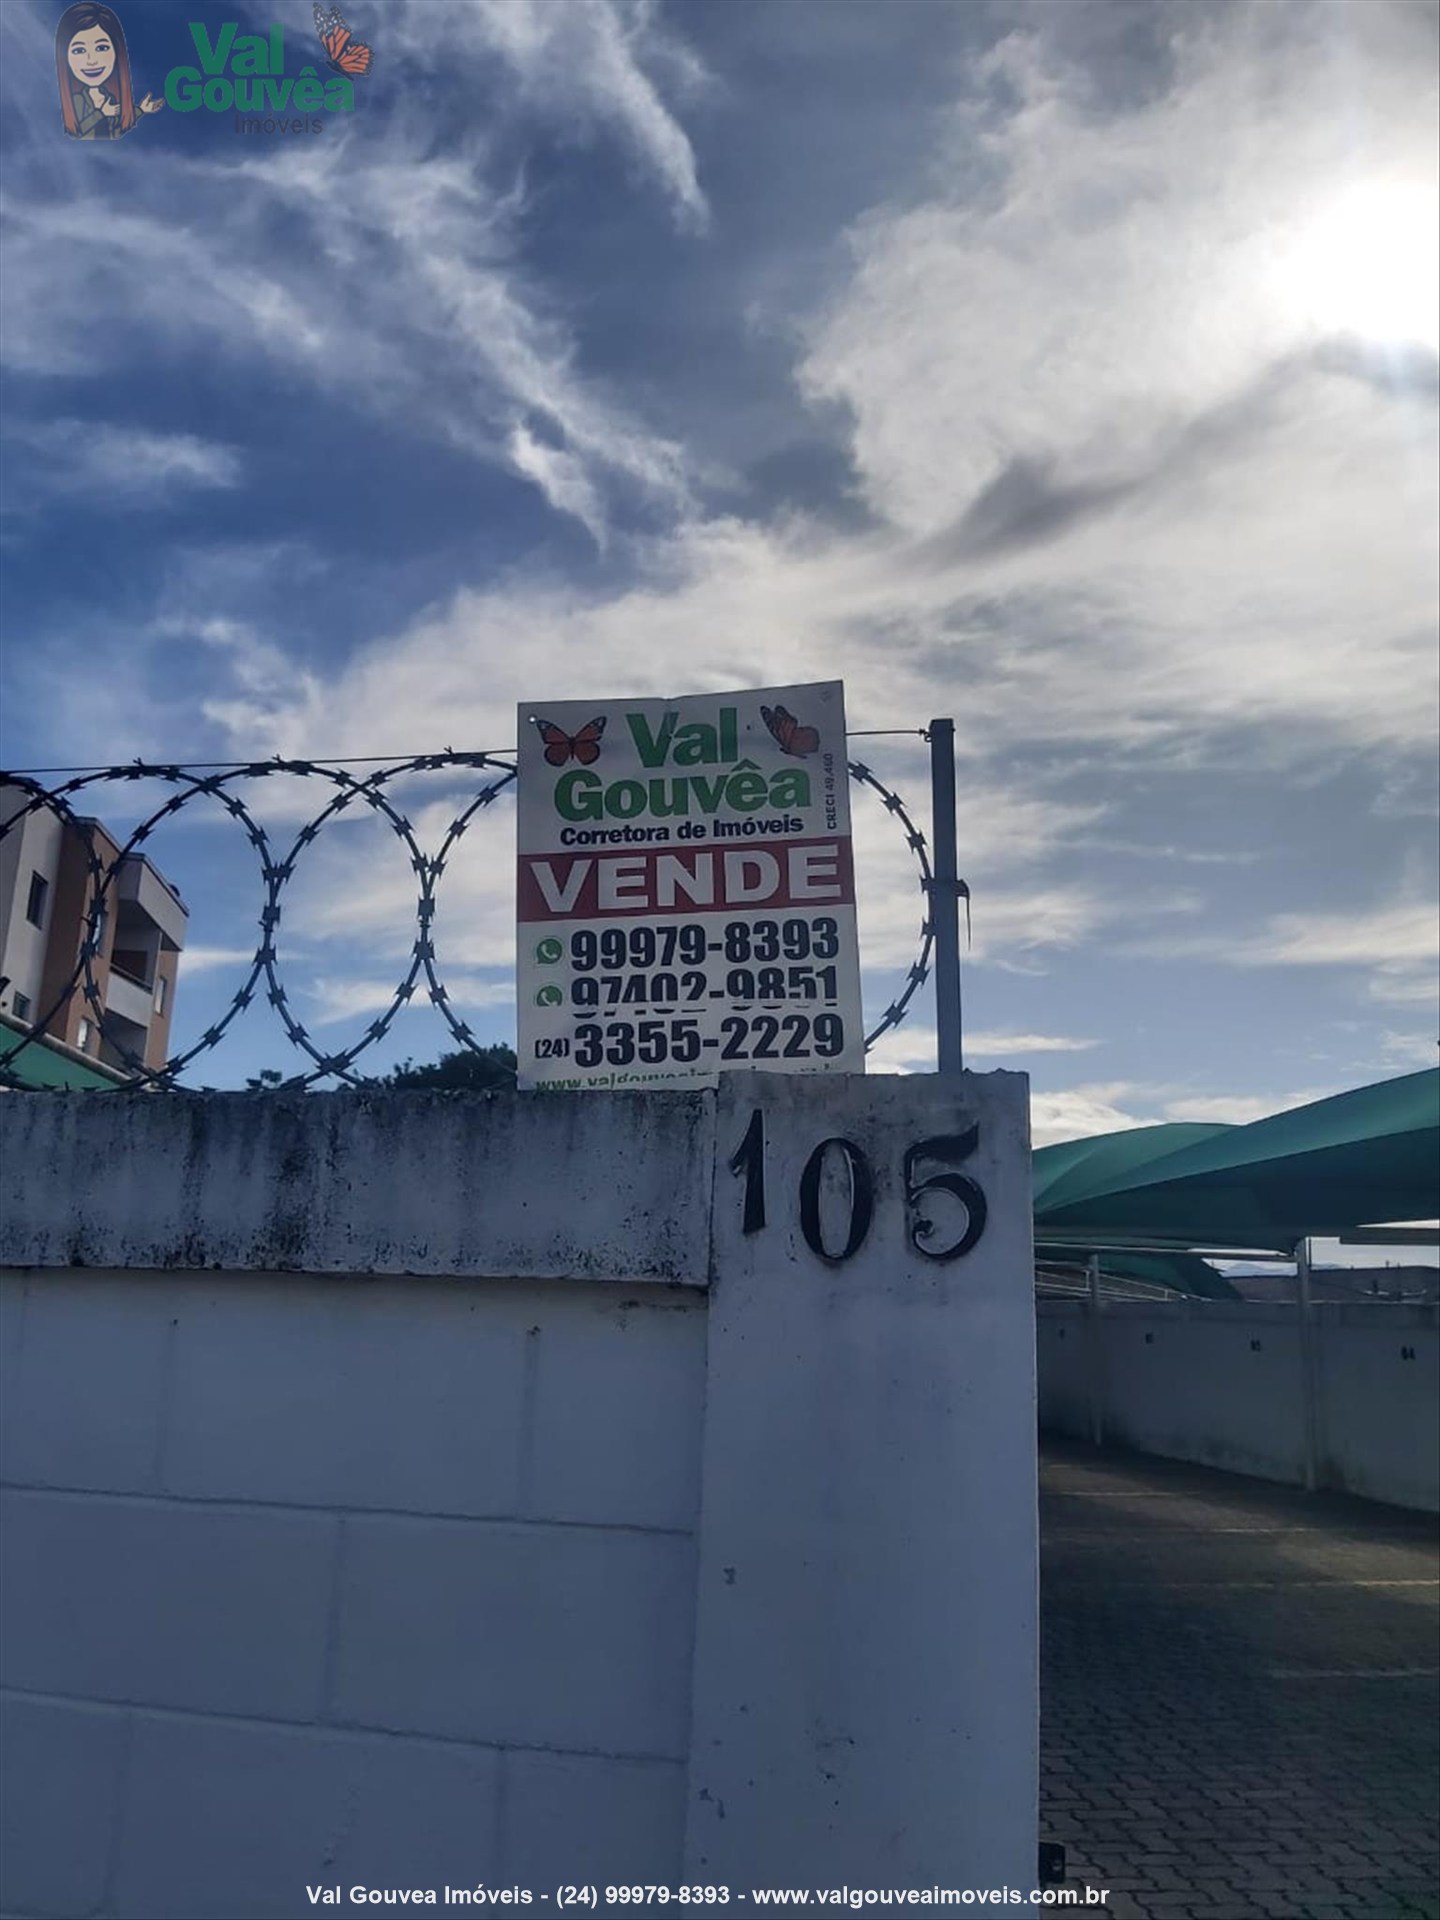 Val
Gouvêa
Imóveis
Val
Gouvêa
CRECI 49.460
Corretora de Imóveis
VENDE
99979-8393
97402-9851
(24) 3355-2229
105
64
Val Gouvea Imóveis - (24) 99979-8393 - www.valgouveaimoveis.com.br